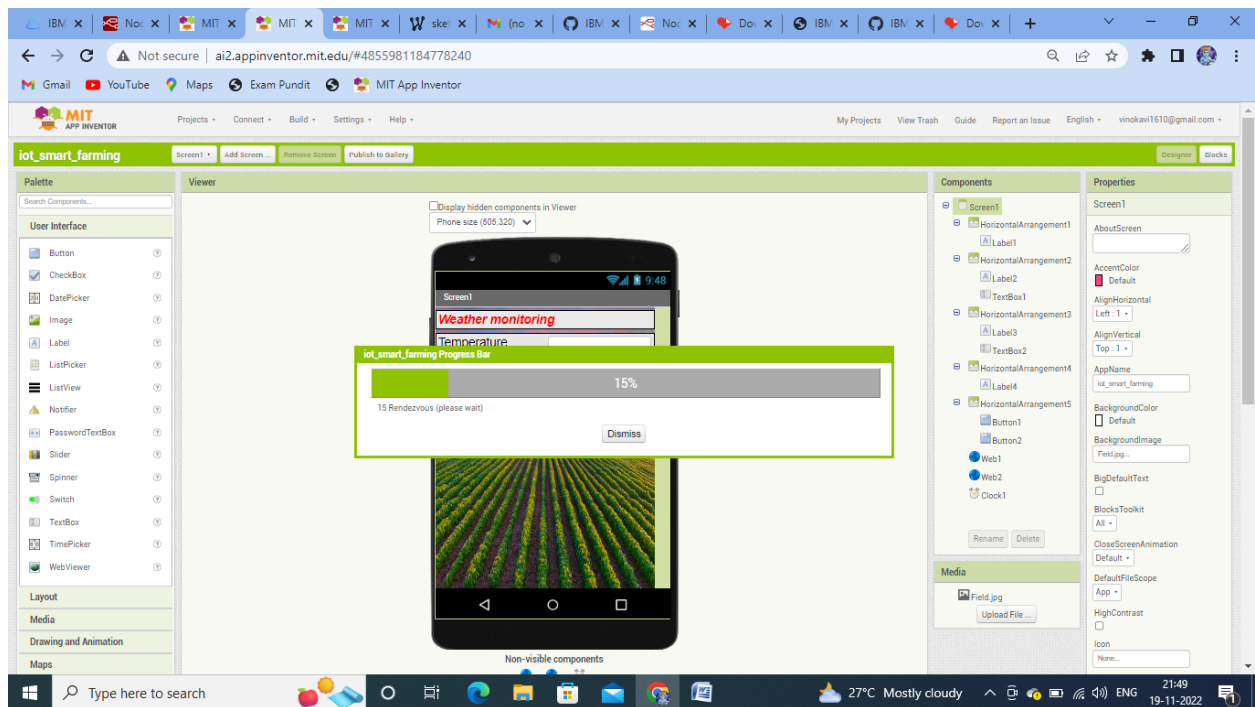 IBM
Noc
MIT
MIT
MIT
sket
(no
IBM
Noc
Dov
IBM
IBM
Dov
Not secure
ai2.appinventor.mit.edu/#4855981184778240
Gmail
YouTube
Maps
Exam Pundit
MIT App Inventor
MIT
APP INVENTOR
Projects
Connect
Build
Settings
Help
My Projects
View Trash
Guide
Report an Issue
English
vinokavi1610@gmail.com
iot_smart_farming
Screen1
Add Screen ...
Remove Screen
Publish to Gallery
Designer
Blocks
Palette
Search Components...
User Interface
Button
CheckBox
DatePicker
Image
Label
ListPicker
ListView
Notifier
PasswordTextBox
Slider
Spinner
Switch
TextBox
TimePicker
WebViewer
Layout
Media
Drawing and Animation
Maps
Viewer
Display hidden components in Viewer
Phone size (505,320)
9:48
Screen1
Weather monitoring
Temperature
iot_smart_farming Progress Bar
15%
15 Rendezvous (please wait)
Dismiss
Non-visible components
Components
Screen1
HorizontalArrangement1
Label1
HorizontalArrangement2
Label2
TextBox1
HorizontalArrangement3
Label3
TextBox2
HorizontalArrangement4
Label4
HorizontalArrangement5
Button1
Button2
Web1
Web2
Clock1
Rename
Delete
Media
Field.jpg
Upload File ...
Properties
Screen1
AboutScreen
AccentColor
Default
AlignHorizontal
Left : 1
AlignVertical
Top : 1
AppName
iot_smart_farming
BackgroundColor
Default
BackgroundImage
Field.jpg...
BigDefaultText
BlocksToolkit
All
CloseScreenAnimation
Default
DefaultFileScope
App
HighContrast
Icon
None...
Type here to search
27°C Mostly cloudy
ENG
21:49
19-11-2022
1